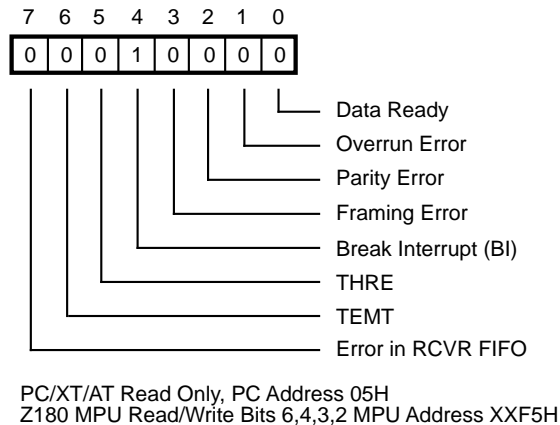 7 6 5 4 3 2 1 0
0 0 0 1 0 0 0 0
Data Ready
Overrun Error
Parity Error
Framing Error
Break Interrupt (BI)
THRE
TEMT
Error in RCVR FIFO
PC/XT/AT Read Only, PC Address 05H
Z180 MPU Read/Write Bits 6,4,3,2 MPU Address XXF5H